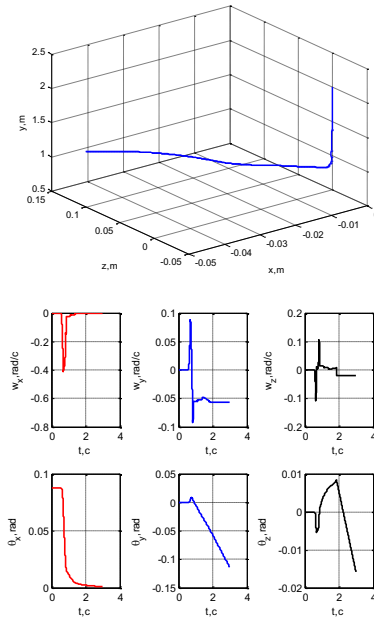 2.5
2
1.5
1
0.5
y,m
0.15
0.1
0.05
0
-0.05
z,m
-0.05
-0.04
-0.03
-0.02
-0.01
0
x,m
0
-0.2
-0.4
-0.6
-0.8
w_x,rad/c
0 2 4
t,c
0.1
0.05
0
-0.05
-0.1
w_y,rad/c
0 2 4
t,c
0.2
0.1
0
-0.1
-0.2
w_z,rad/c
0 2 4
t,c
0.1
0.05
0
θ_x,rad
0 2 4
t,c
0.05
0
-0.05
-0.1
-0.15
θ_y,rad
0 2 4
t,c
0.01
0
-0.01
-0.02
θ_z,rad
0 2 4
t,c